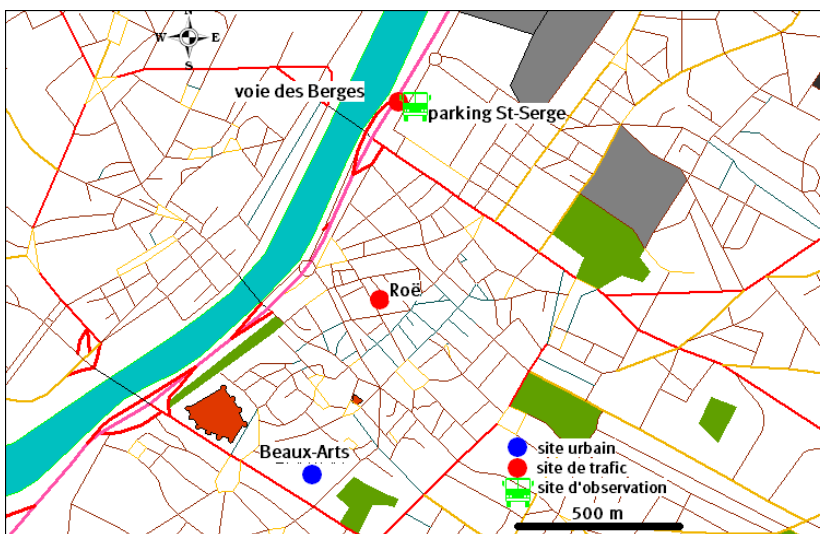 N
W E
S
voie des Berges
parking St-Serge
Roë
Beaux-Arts
site urbain
site de trafic
site d'observation
500 m